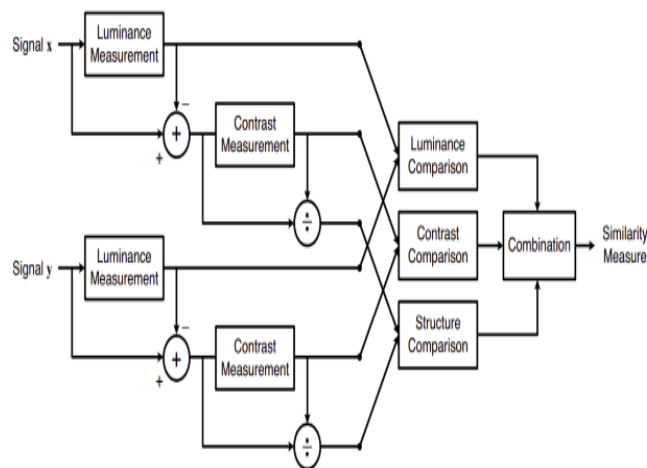 Signal x
Luminance
Measurement
−
+
+
Contrast
Measurement
÷
Luminance
Comparison
Contrast
Comparison
Structure
Comparison
Combination
Similarity
Measure
Signal y
Luminance
Measurement
−
+
+
Contrast
Measurement
÷